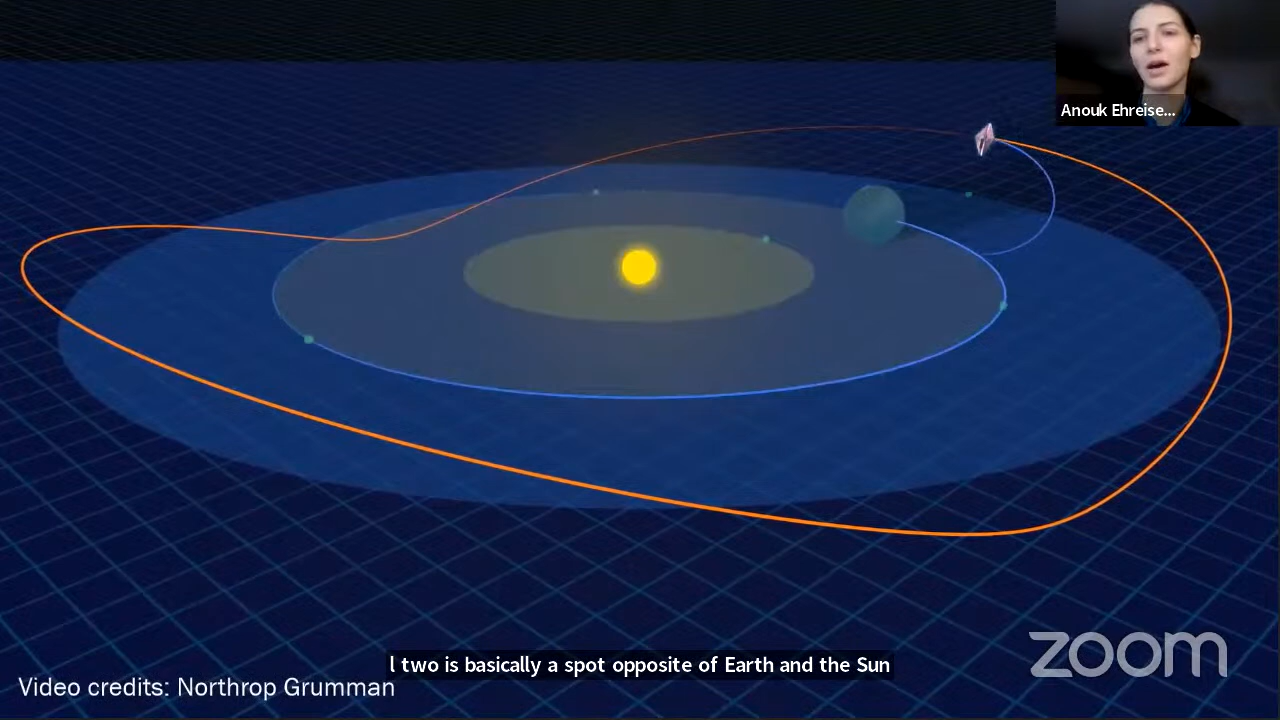 Anouk Ehreise...
l two is basically a spot opposite of Earth and the Sun
zoom
Video credits: Northrop Grumman